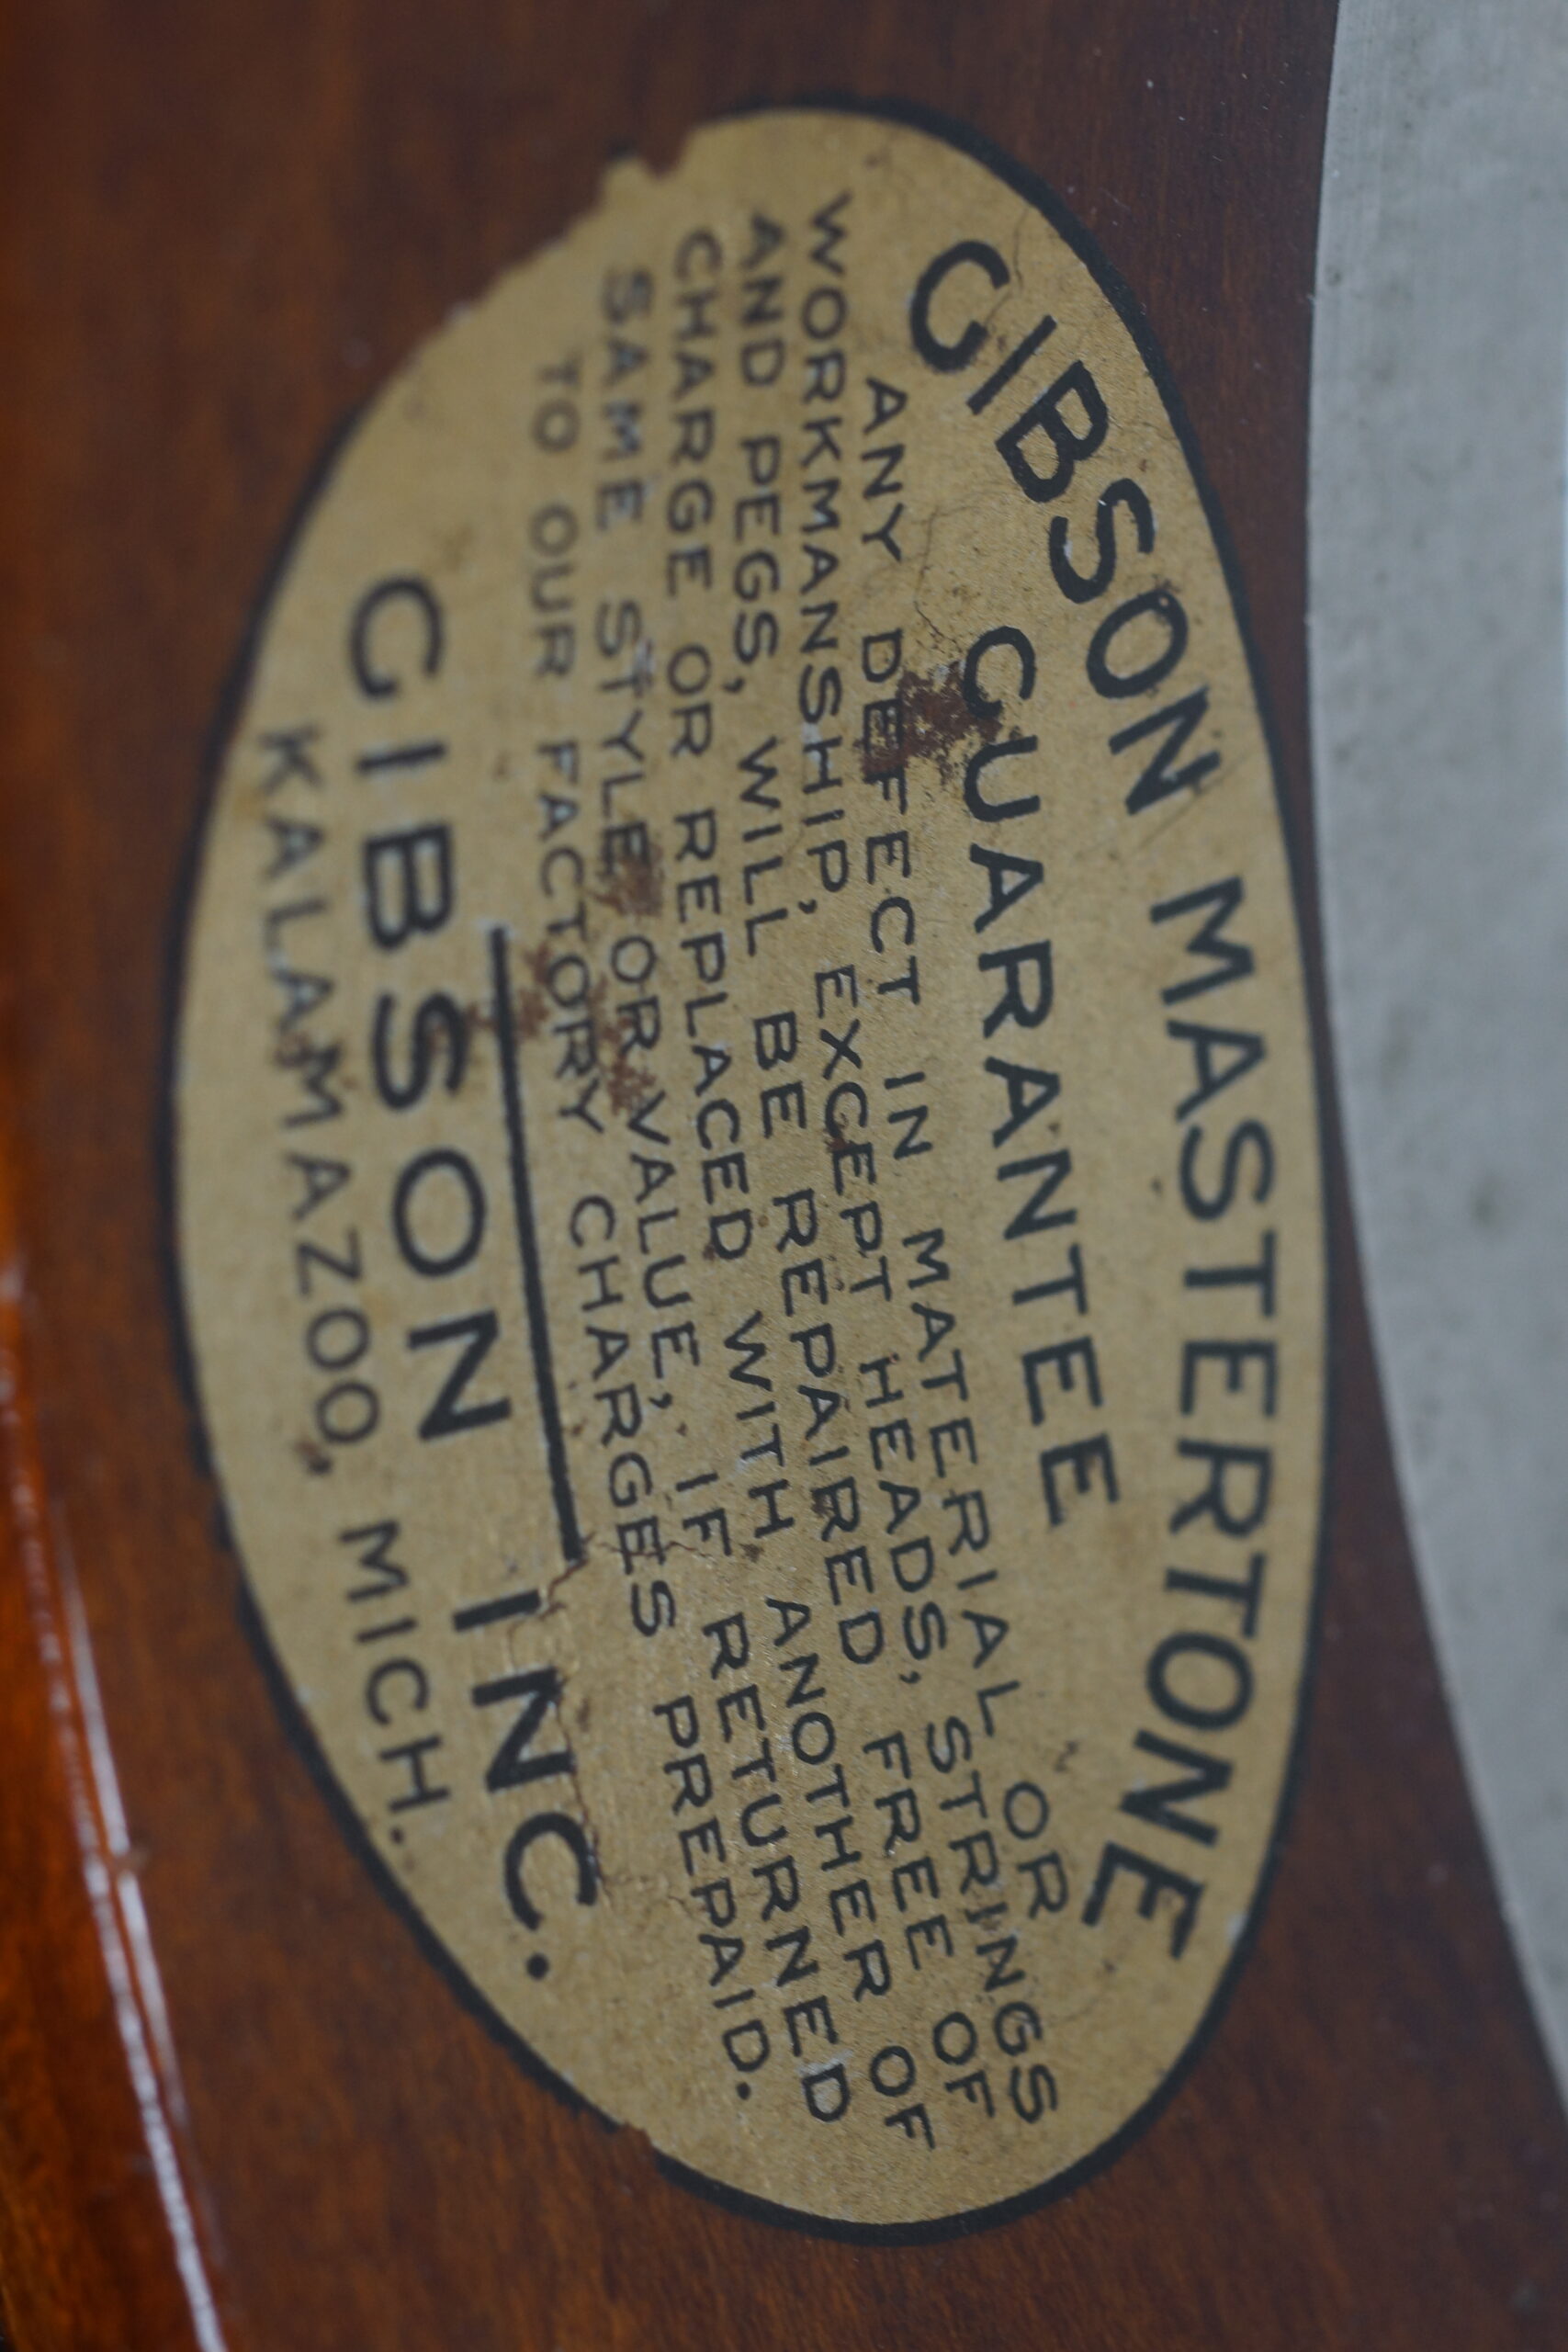 GIBSON MASTERTONE
GUARANTEE
ANY DEFECT IN MATERIAL OR
WORKMANSHIP, EXCEPT HEADS, STRINGS
AND PEGS, WILL BE REPAIRED FREE OF
CHARGE OR REPLACED WITH ANOTHER OF
SAME STYLE OR VALUE, IF RETURNED
TO OUR FACTORY CHARGES PREPAID.
GIBSON INC.
KALAMAZOO, MICH.